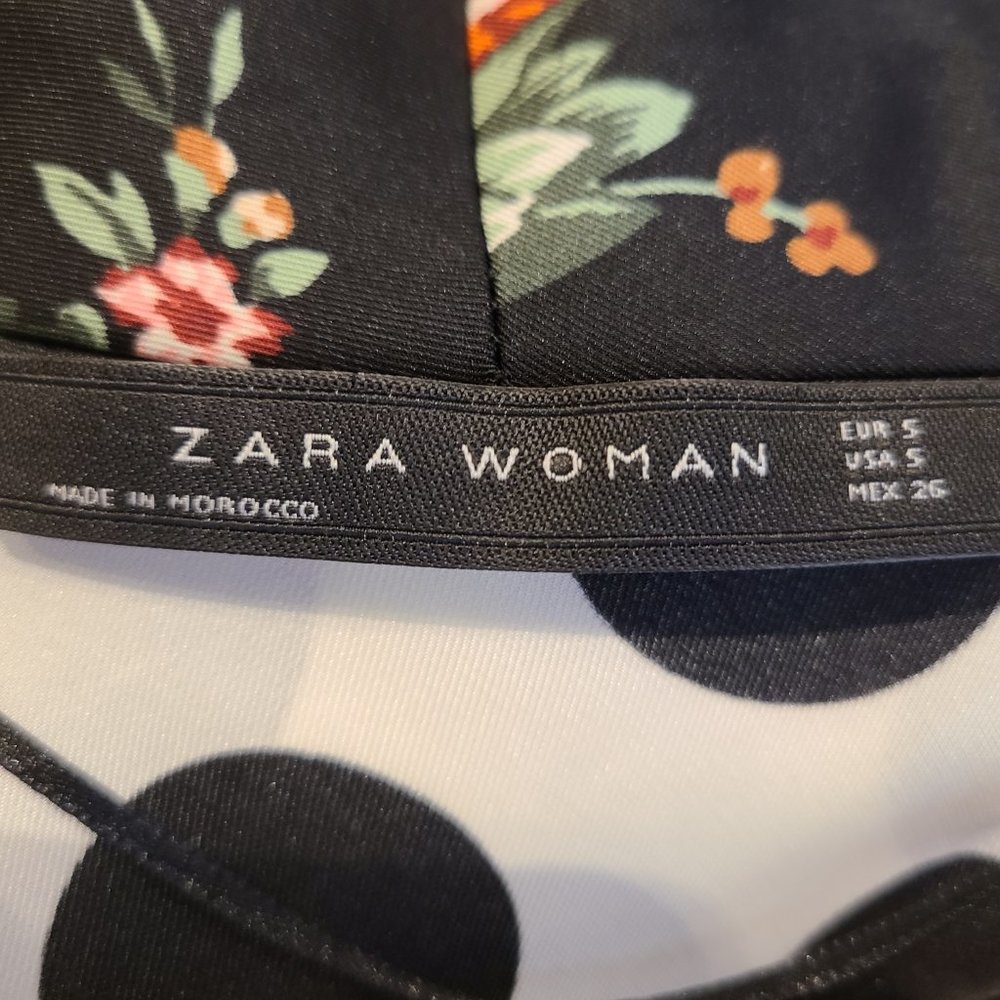 ZARA WOMAN
MADE IN MOROCCO
EUR S
USA S
MEX 26